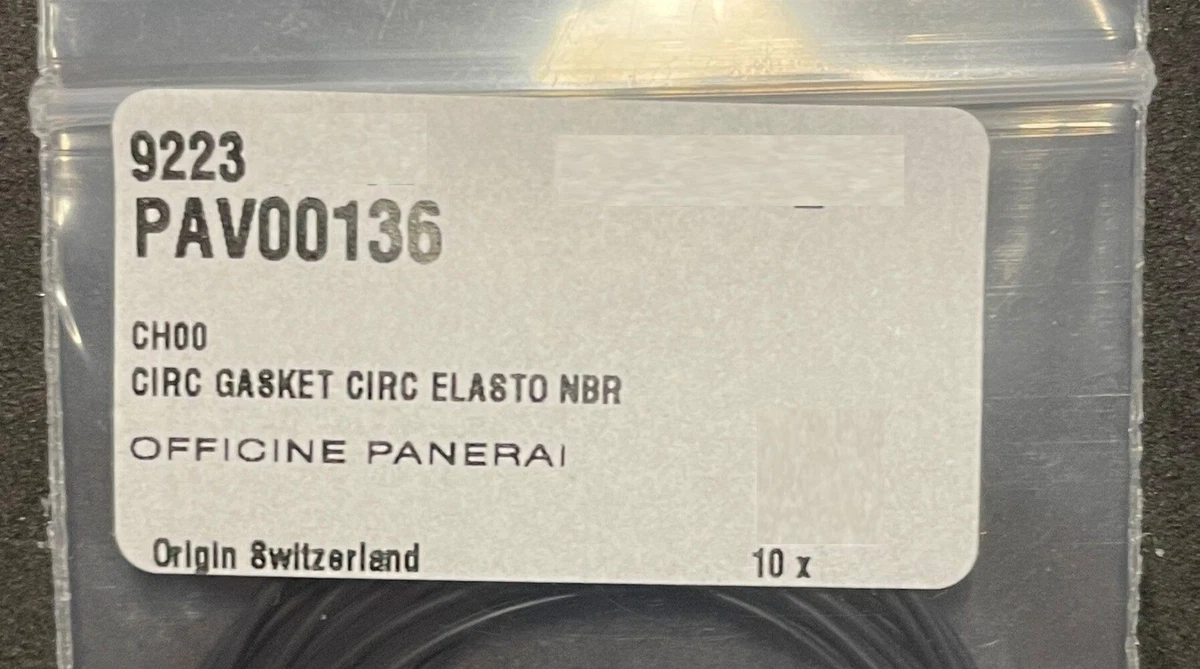 9223
PAV00136
CH00
CIRC GASKET CIRC ELASTO NBR
OFFICINE PANERAI
Origin Switzerland
10 x